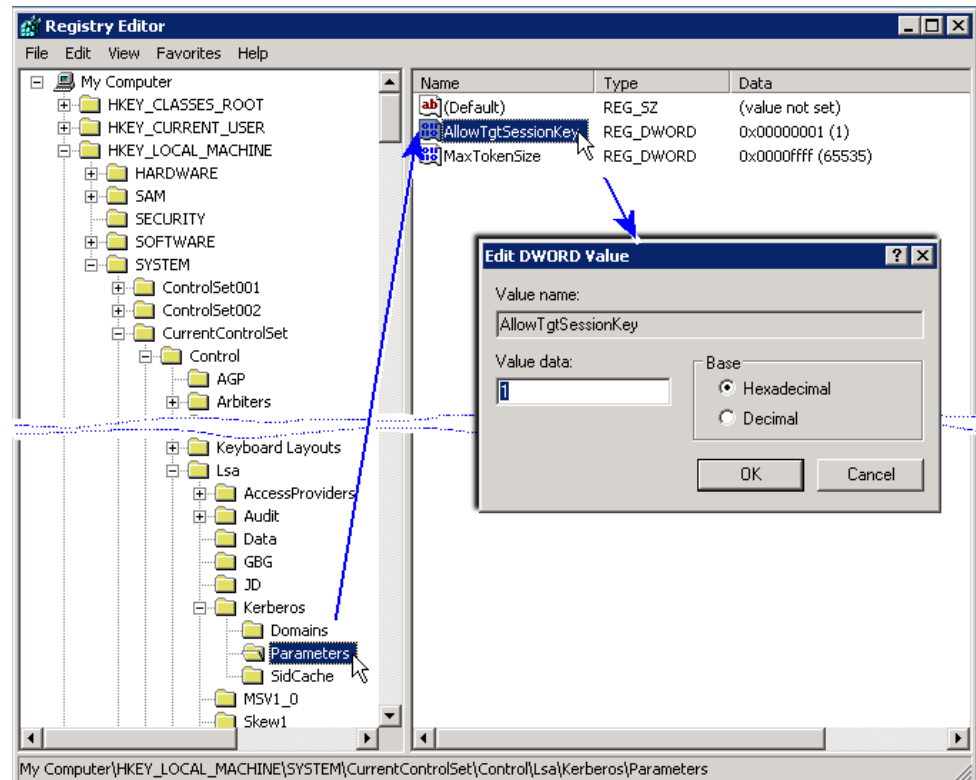 Registry Editor
File Edit View Favorites Help
My Computer
HKEY_CLASSES_ROOT
HKEY_CURRENT_USER
HKEY_LOCAL_MACHINE
HARDWARE
SAM
SECURITY
SOFTWARE
SYSTEM
ControlSet001
ControlSet002
CurrentControlSet
Control
AGP
Arbiters
Keyboard Layouts
Lsa
AccessProviders
Audit
Data
GBG
JD
Kerberos
Domains
Parameters
SidCache
MSV1_0
Skew1
Name Type Data
(Default) REG_SZ (value not set)
AllowTgtSessionKey REG_DWORD 0x00000001 (1)
MaxTokenSize REG_DWORD 0x0000ffff (65535)
Edit DWORD Value
Value name:
AllowTgtSessionKey
Value data:
1
Base
Hexadecimal
Decimal
OK Cancel
My Computer\HKEY_LOCAL_MACHINE\SYSTEM\CurrentControlSet\Control\Lsa\Kerberos\Parameters